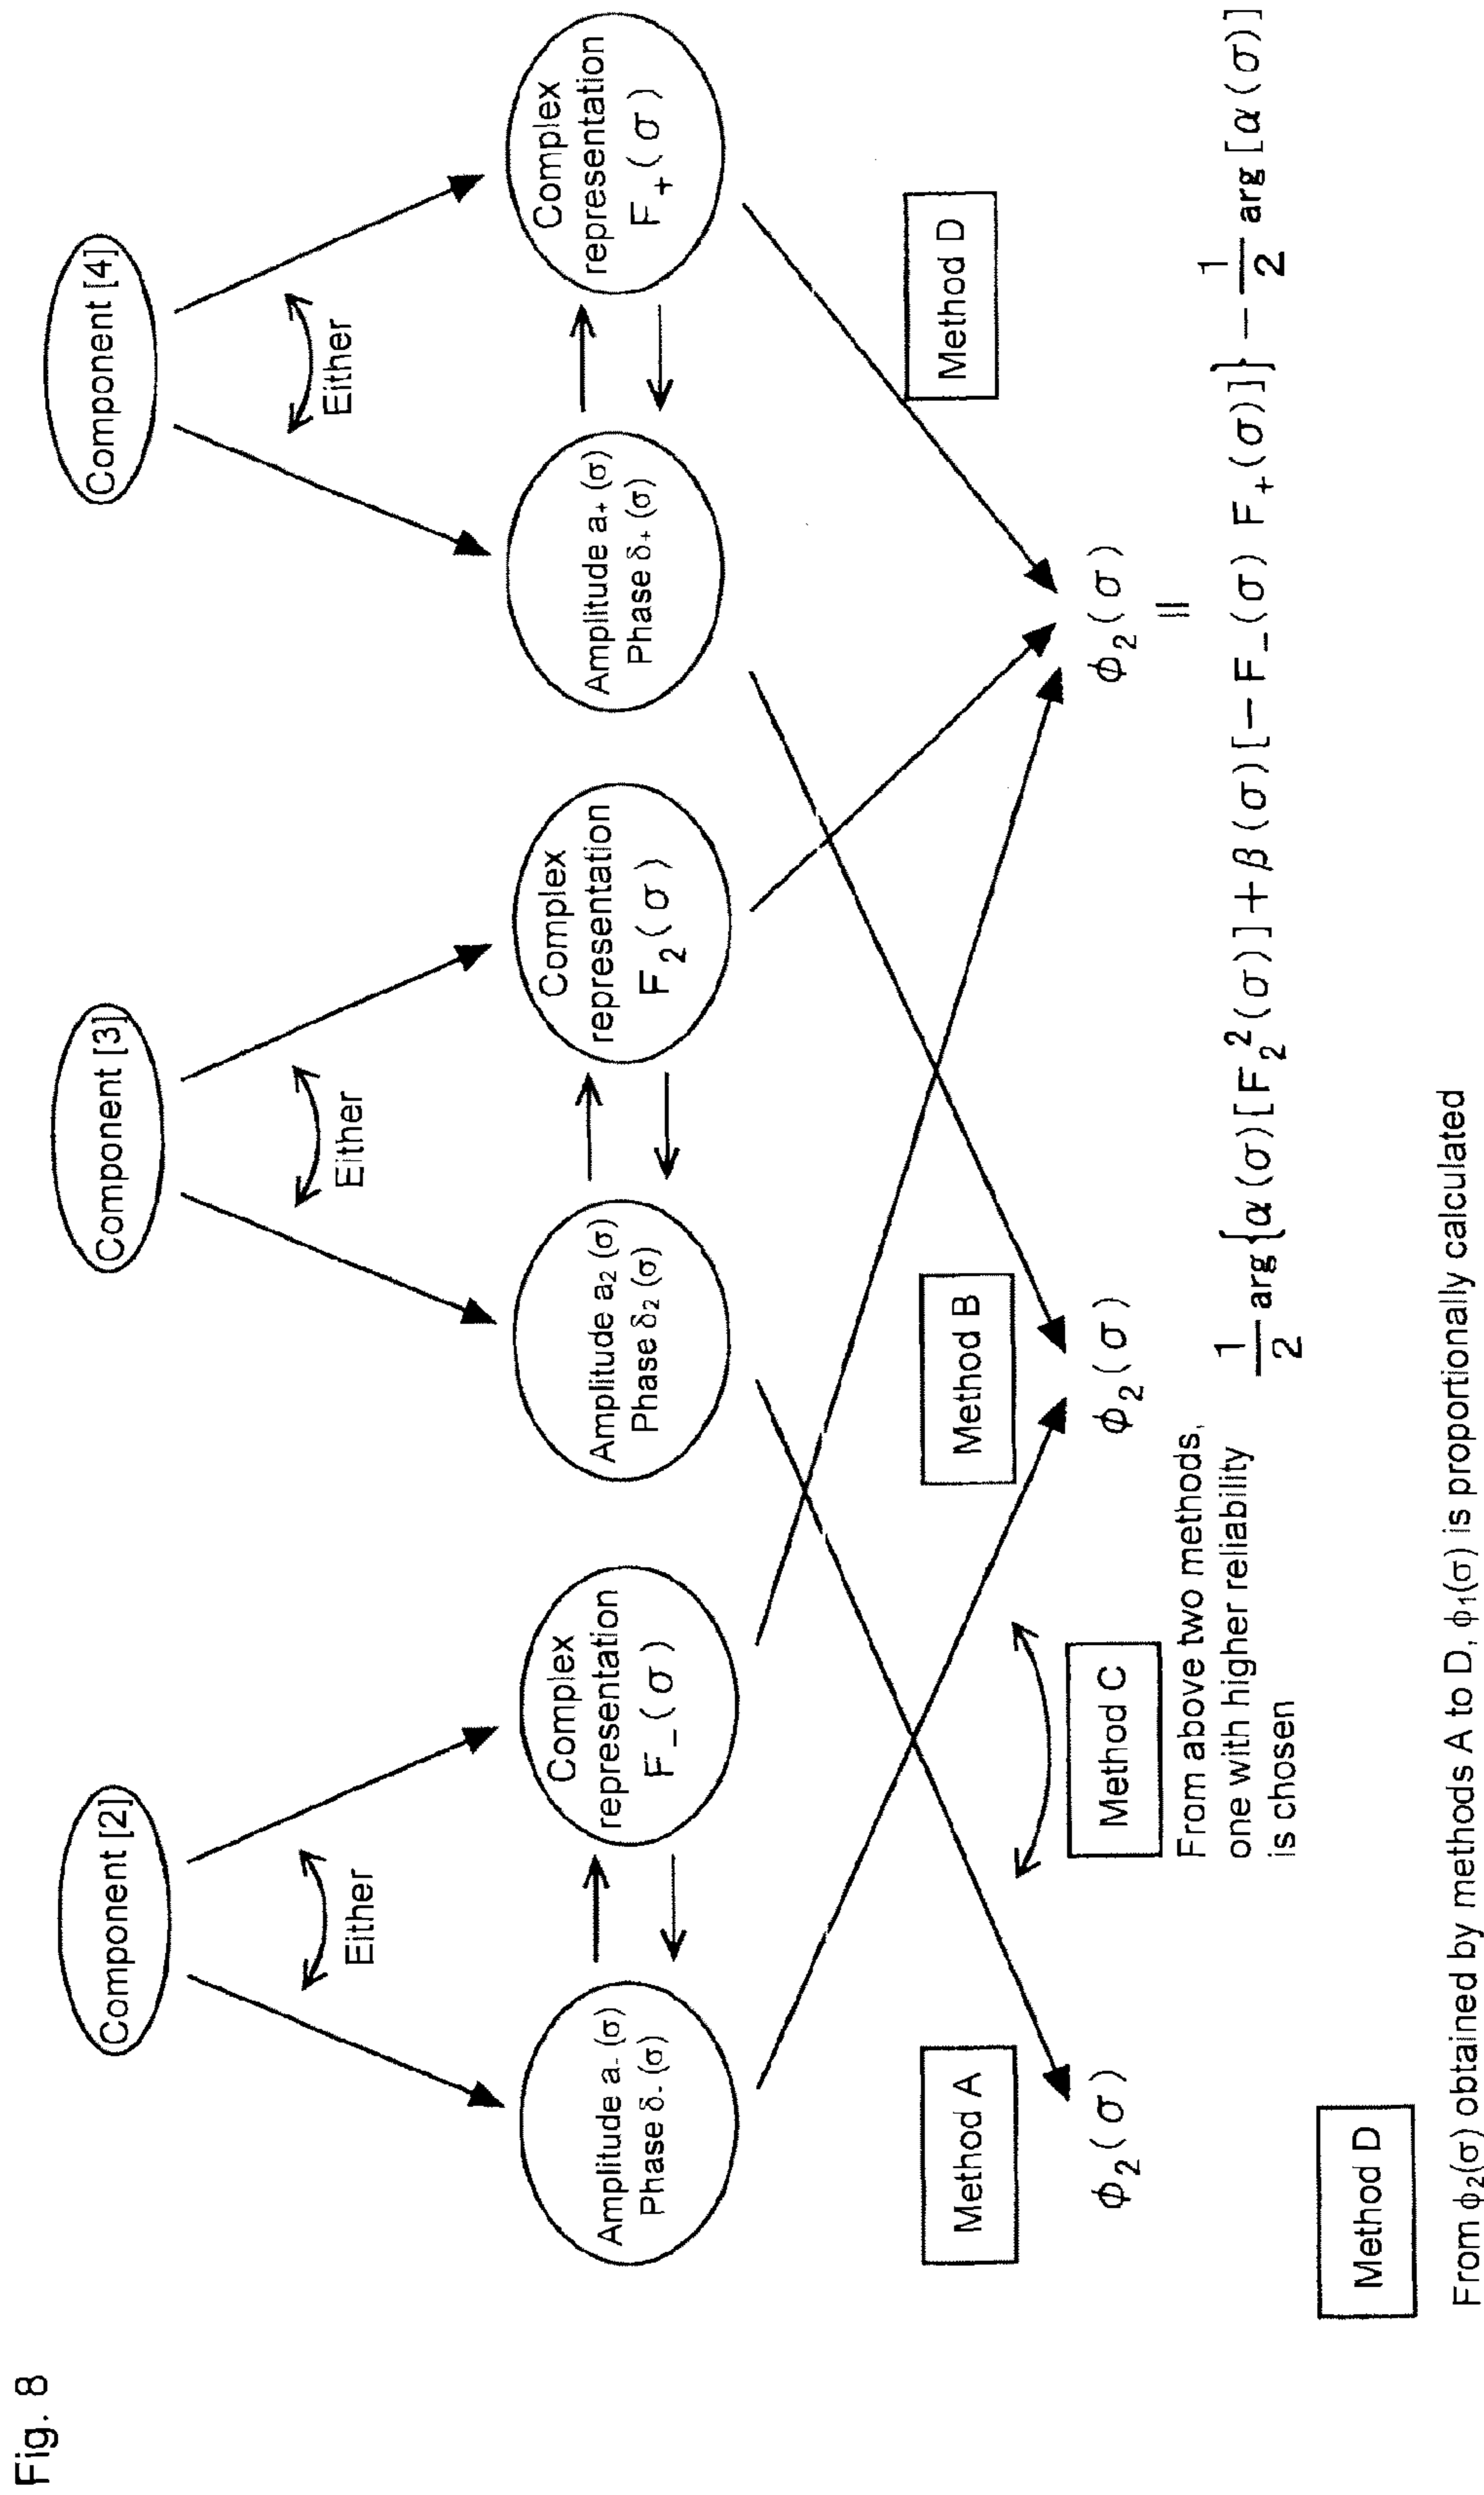 Fig. 8
Component [2]
Component [3]
Component [4]
Either
Either
Either
Amplitude a₋(σ)
Phase δ₋(σ)
Complex
representation
F₋(σ)
Amplitude a₂(σ)
Phase δ₂(σ)
Complex
representation
F₂(σ)
Amplitude a₊(σ)
Phase δ₊(σ)
Complex
representation
F₊(σ)
Method A
Method B
Method D
ϕ₂(σ)
Method C
From above two methods,
one with higher reliability
is chosen
ϕ₂(σ)
ϕ₂(σ)
=
1/2 arg{α(σ)[F₂²(σ)]+β(σ)[−F₋(σ) F₊(σ)]}−1/2 arg[α(σ)]
Method D
From ϕ₂(σ) obtained by methods A to D, ϕ₁(σ) is proportionally calculated